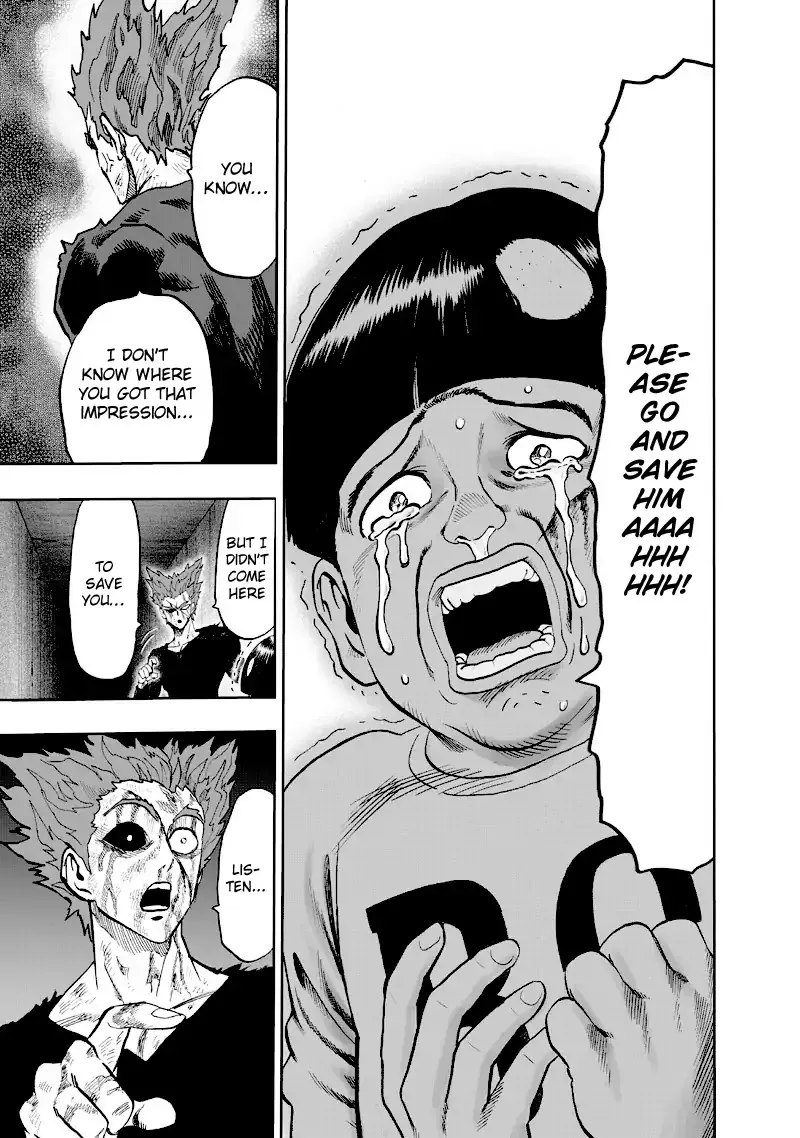 PLE-
ASE
GO
AND
SAVE
HIM
AAAA
HHH
HHH!
YOU
KNOW...
I DON'T
KNOW WHERE
YOU GOT THAT
IMPRESSION...
BUT I
DIDN'T
COME
HERE
TO
SAVE
YOU...
LIS-
TEN...